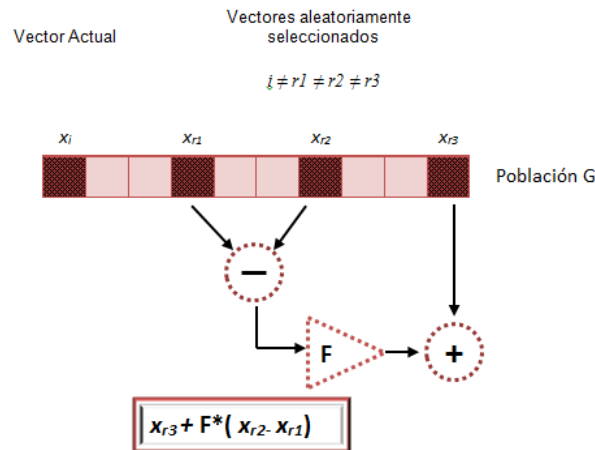 Vector Actual
Vectores aleatoriamente
seleccionados
i ≠ r1 ≠ r2 ≠ r3
xi
xr1
xr2
xr3
Población G
−
F
+
xr3 + F*( xr2- xr1)